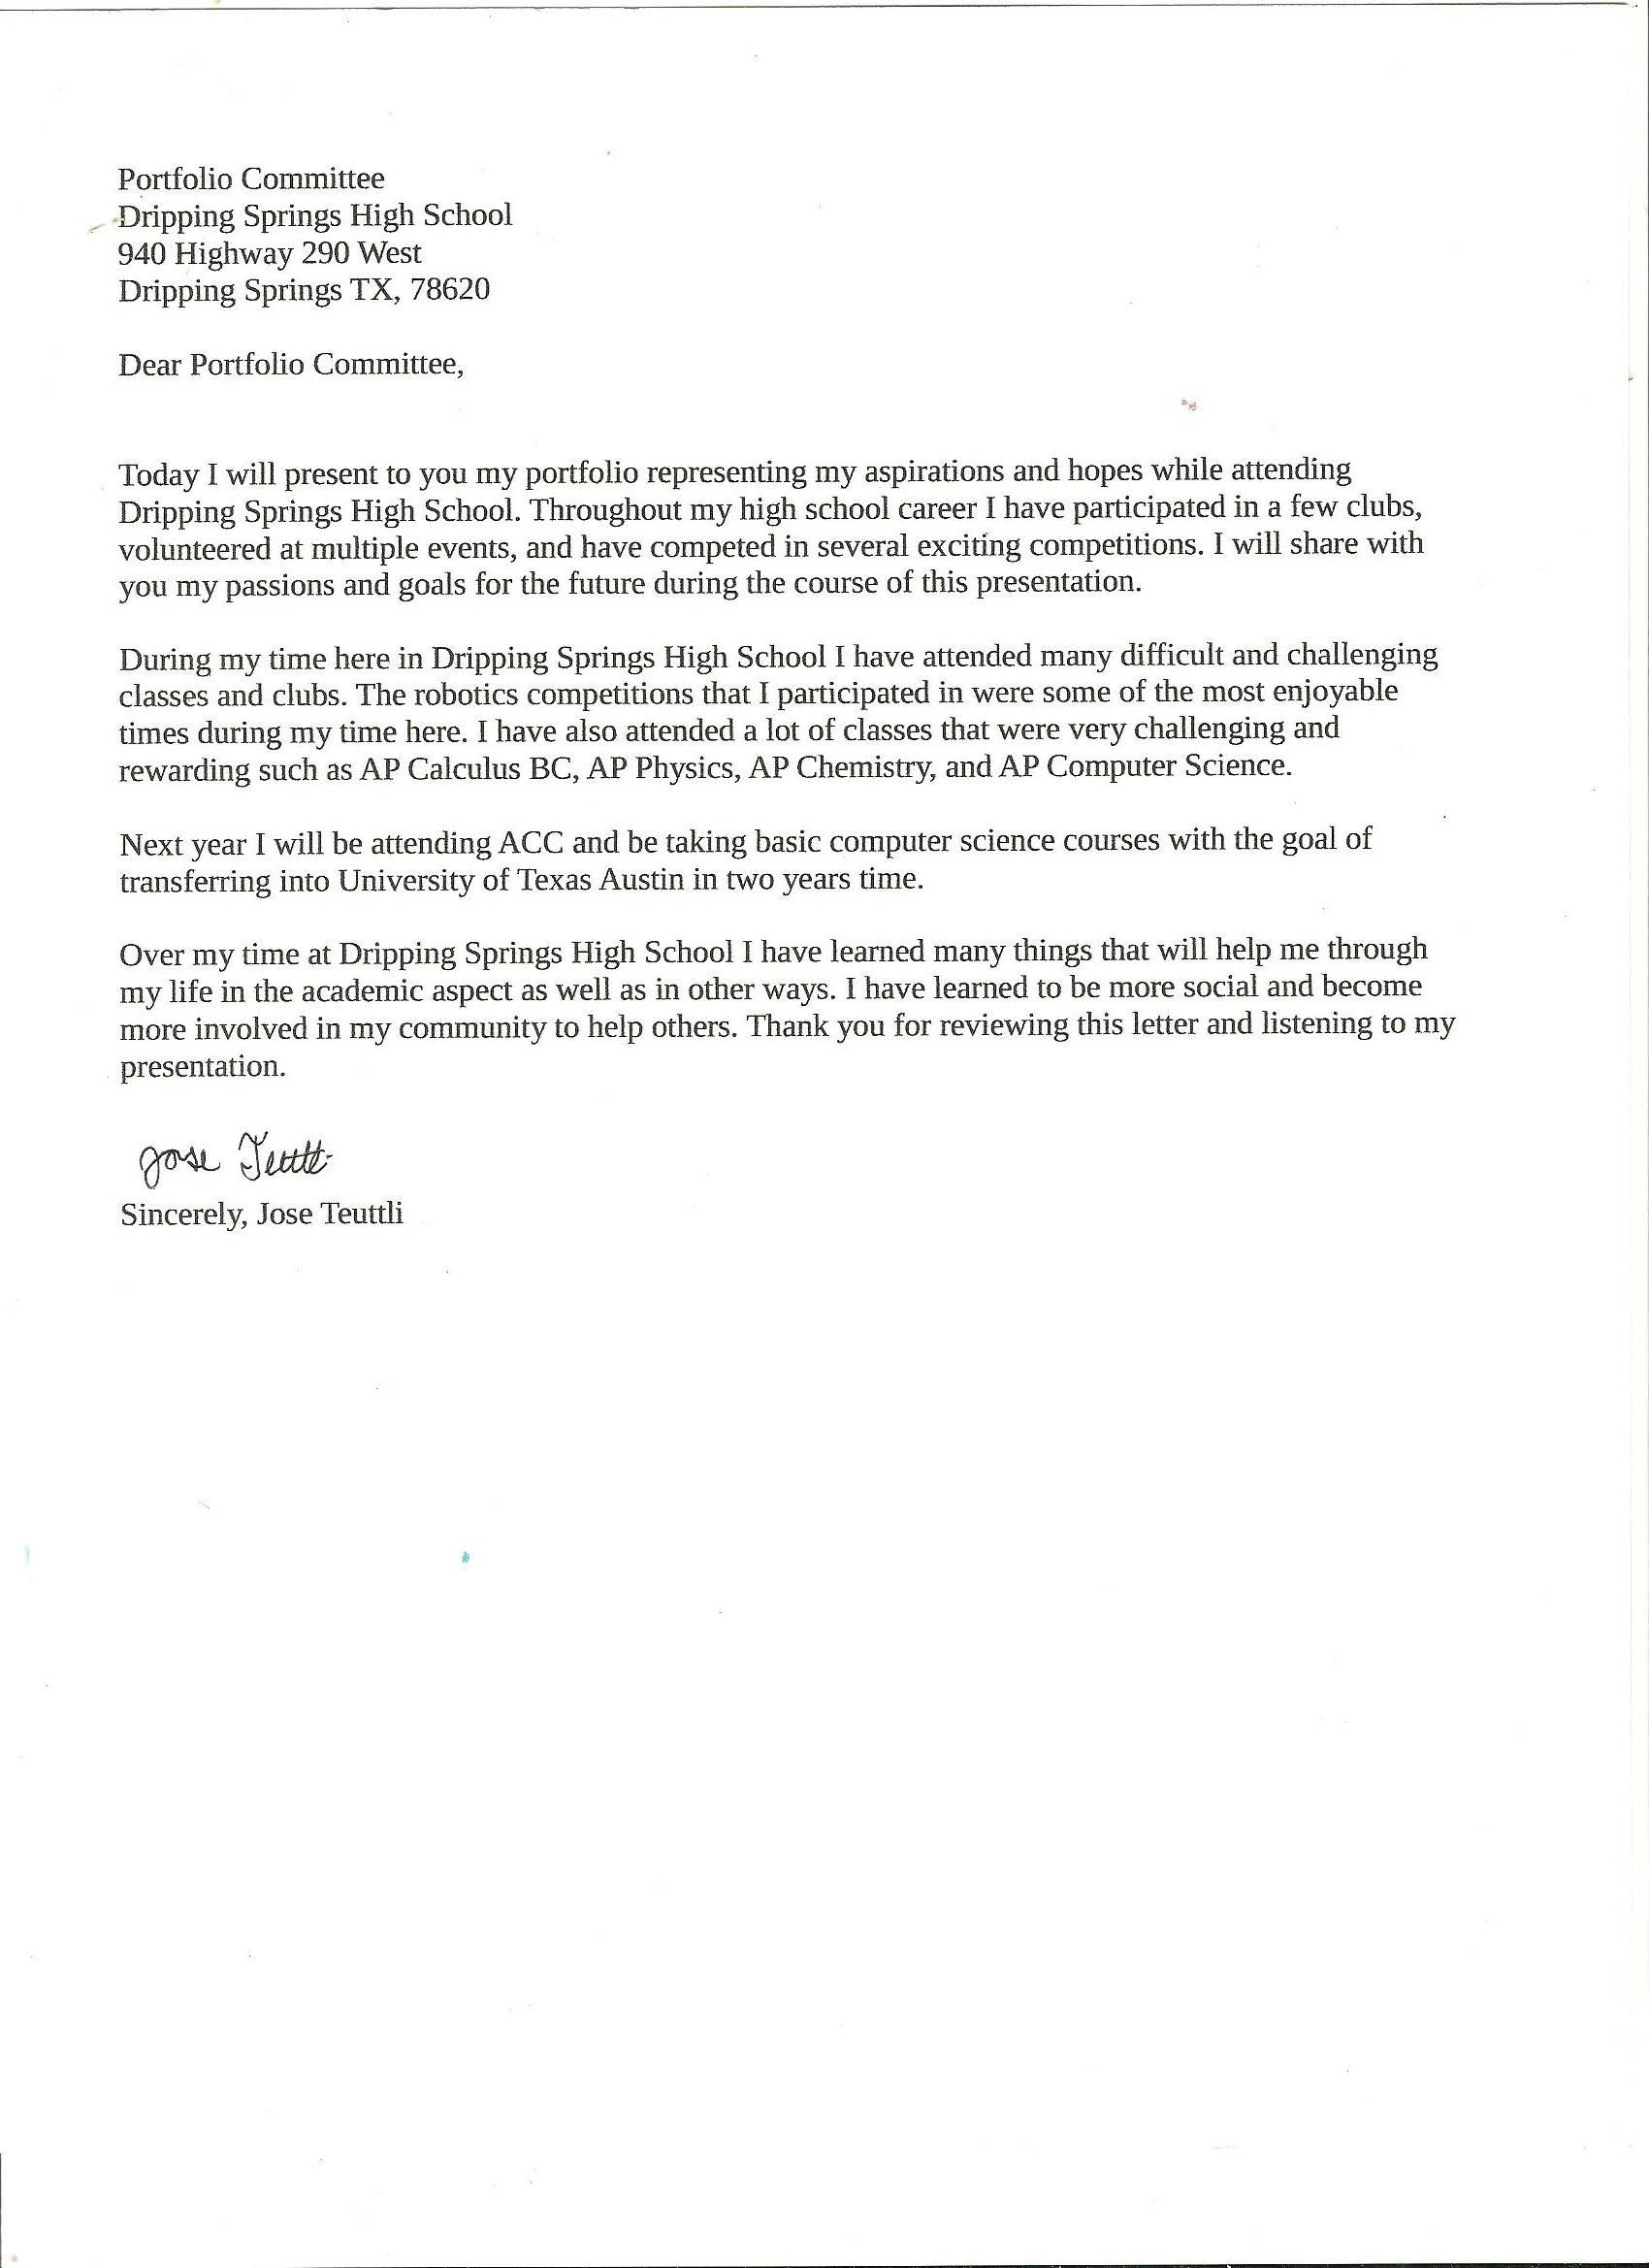 Portfolio Committee
Dripping Springs High School
940 Highway 290 West
Dripping Springs TX, 78620
Dear Portfolio Committee,
Today I will present to you my portfolio representing my aspirations and hopes while attending
Dripping Springs High School. Throughout my high school career I have participated in a few clubs,
volunteered at multiple events, and have competed in several exciting competitions. I will share with
you my passions and goals for the future during the course of this presentation.
During my time here in Dripping Springs High School I have attended many difficult and challenging
classes and clubs. The robotics competitions that I participated in were some of the most enjoyable
times during my time here. I have also attended a lot of classes that were very challenging and
rewarding such as AP Calculus BC, AP Physics, AP Chemistry, and AP Computer Science.
Next year I will be attending ACC and be taking basic computer science courses with the goal of
transferring into University of Texas Austin in two years time.
Over my time at Dripping Springs High School I have learned many things that will help me through
my life in the academic aspect as well as in other ways. I have learned to be more social and become
more involved in my community to help others. Thank you for reviewing this letter and listening to my
presentation.
Jose Teuttli
Sincerely, Jose Teuttli